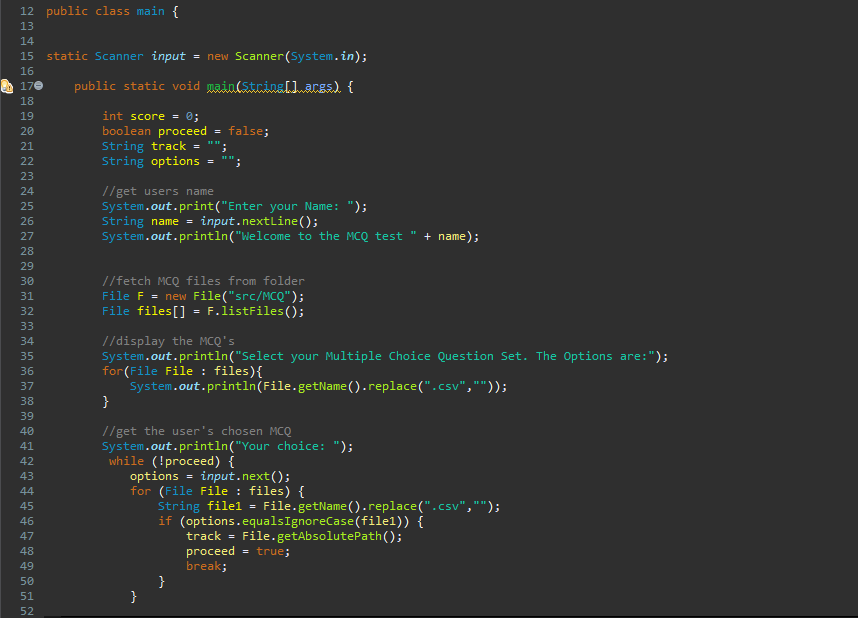 12 public class main {
13
14
15 static Scanner input = new Scanner(System.in);
16
17 public static void main(String[] args) {
18
19 int score = 0;
20 boolean proceed = false;
21 String track = "";
22 String options = "";
23
24 //get users name
25 System.out.print("Enter your Name: ");
26 String name = input.nextLine();
27 System.out.println("Welcome to the MCQ test " + name);
28
29
30 //fetch MCQ files from folder
31 File F = new File("src/MCQ");
32 File files[] = F.listFiles();
33
34 //display the MCQ's
35 System.out.println("Select your Multiple Choice Question Set. The Options are:");
36 for(File File : files){
37 System.out.println(File.getName().replace(".csv",""));
38 }
39
40 //get the user's chosen MCQ
41 System.out.println("Your choice: ");
42 while (!proceed) {
43 options = input.next();
44 for (File File : files) {
45 String file1 = File.getName().replace(".csv","");
46 if (options.equalsIgnoreCase(file1)) {
47 track = File.getAbsolutePath();
48 proceed = true;
49 break;
50 }
51 }
52